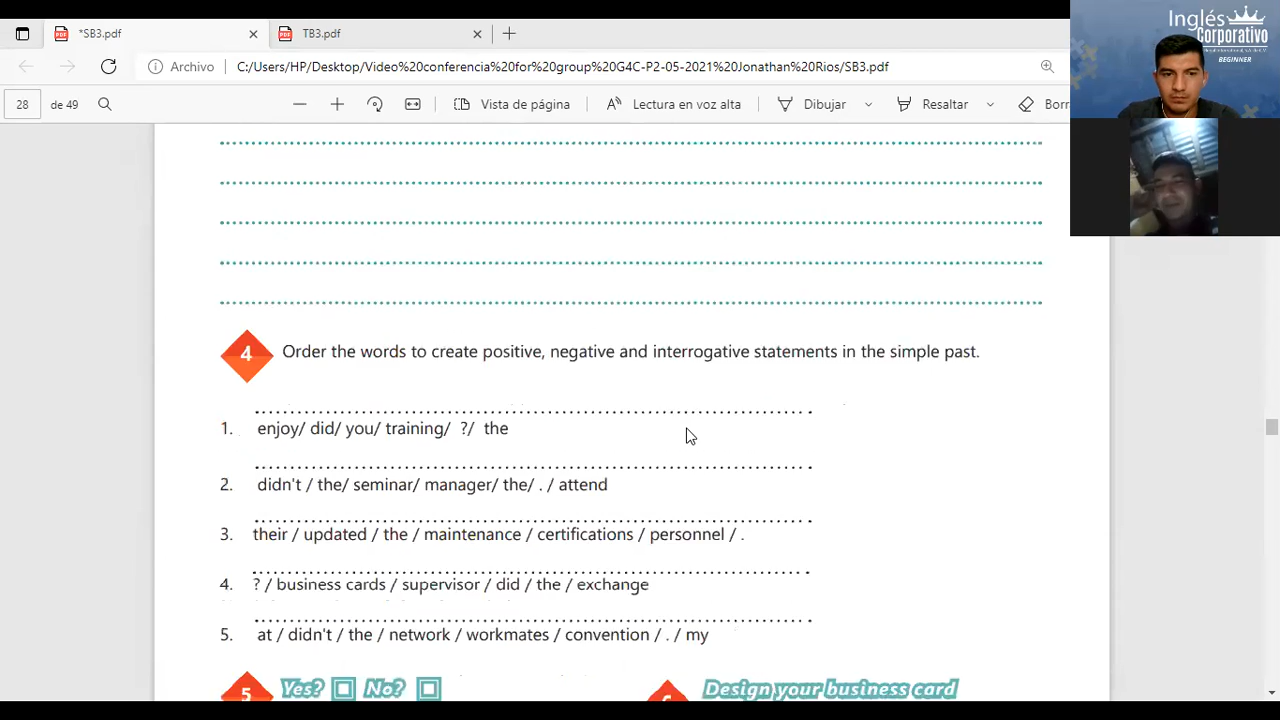 *SB3.pdf
TB3.pdf
Archivo
C:/Users/HP/Desktop/Video%20conferencia%20forms/group%20G4C-P2-05-2021%20Jonathan%20Rios/SB3.pdf
28
de 49
Vista de página
Lectura en voz alta
Dibujar
Resaltar
Borr
Inglés
Corporativo
BEGINNER
4
Order the words to create positive, negative and interrogative statements in the simple past.
1. enjoy/ did/ you/ training/ ?/ the
2. didn't / the/ seminar/ manager/ the/ . / attend
3. their / updated / the / maintenance / certifications / personnel / .
4. ? / business cards / supervisor / did / the / exchange
5. at / didn't / the / network / workmates / convention / . / my
5
Yes? No?
Design your business card